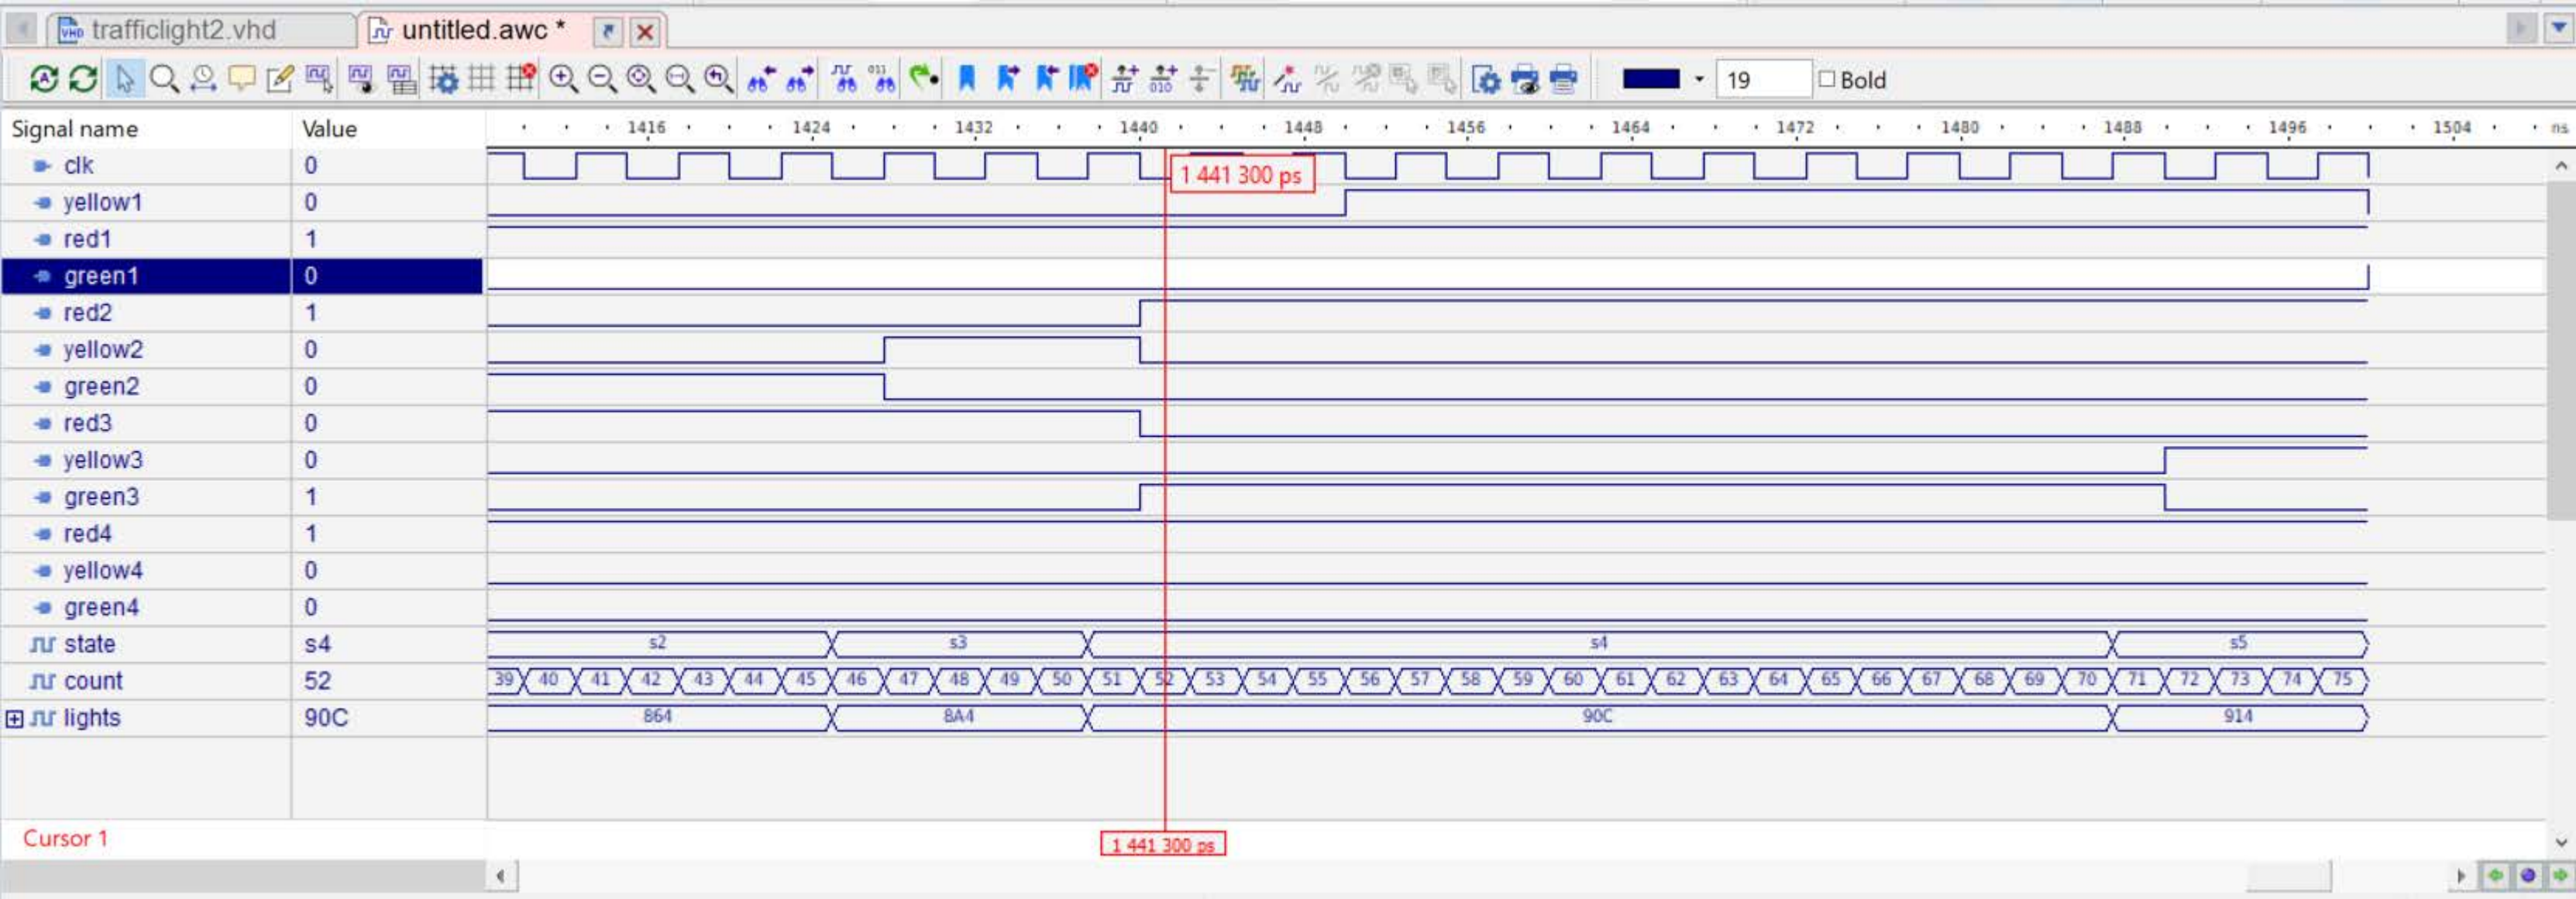 trafficlight2.vhd untitled.awc *
19 Bold
Signal name Value 1416 1424 1432 1440 1448 1456 1464 1472 1480 1488 1496 1504 ns
clk 0
1 441 300 ps
yellow1 0
red1 1
green1 0
red2 1
yellow2 0
green2 0
red3 0
yellow3 0
green3 1
red4 1
yellow4 0
green4 0
state s4 s2 s3 s4 s5
count 52 39 40 41 42 43 44 45 46 47 48 49 50 51 52 53 54 55 56 57 58 59 60 61 62 63 64 65 66 67 68 69 70 71 72 73 74 75
lights 90C 864 8A4 90C 914
Cursor 1 1 441 300 ps